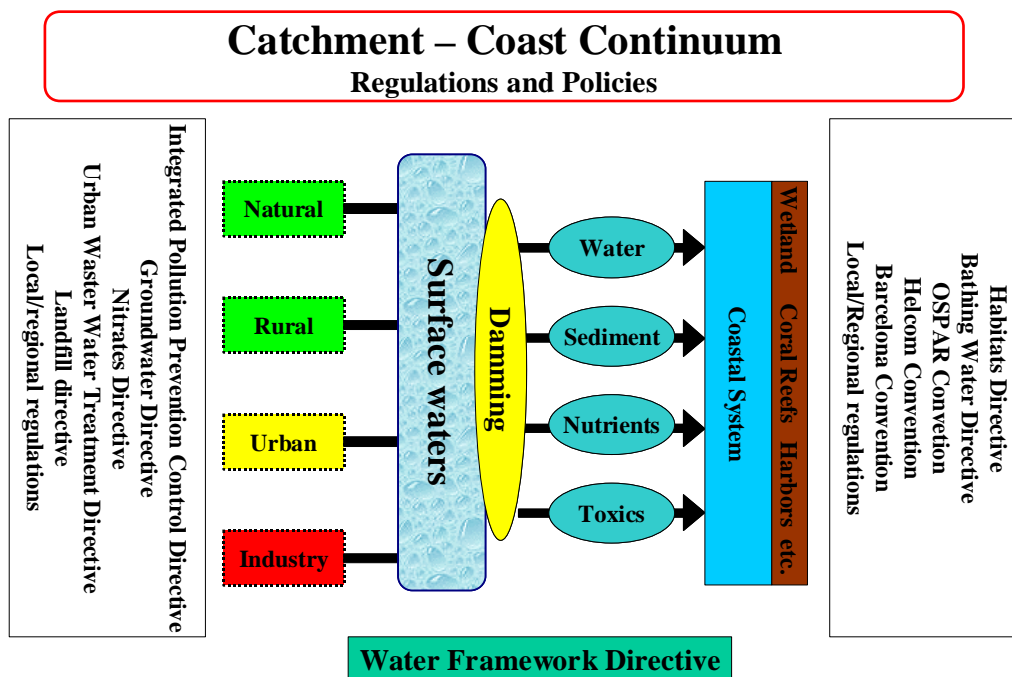 Catchment – Coast Continuum
Regulations and Policies
Integrated Pollution Prevention Control Directive
Groundwater Directive
Nitrates Directive
Urban Waster Water Treatment Directive
Landfill directive
Local/regional regulations
Natural
Rural
Urban
Industry
Surface waters
Damming
Water
Sediment
Nutrients
Toxics
Coastal System
Wetland Coral Reefs Harbors etc.
Habitats Directive
Bathing Water Directive
OSPAR Convetion
Helcom Convention
Barcelona Convention
Local/Regional regulations
Water Framework Directive